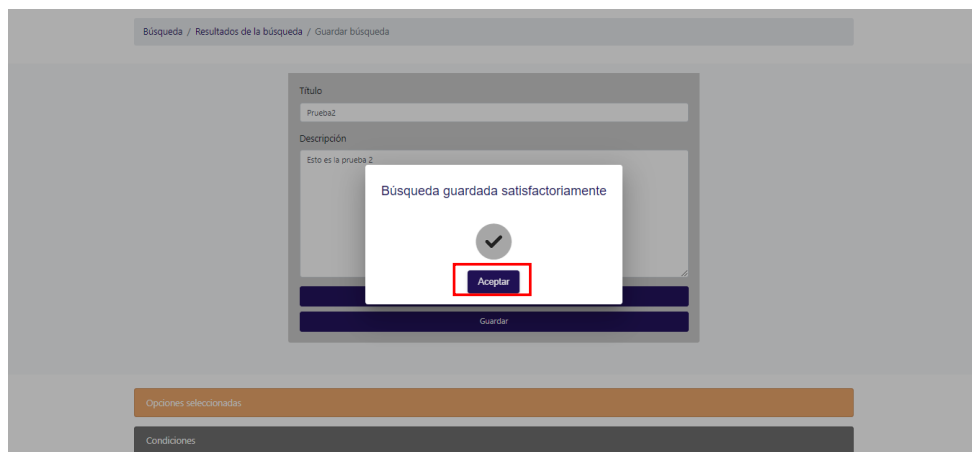 Búsqueda / Resultados de la búsqueda / Guardar búsqueda
Título
Prueba2
Descripción
Esto es la prueba 2
Búsqueda guardada satisfactoriamente
Aceptar
Guardar
Opciones seleccionadas
Condiciones